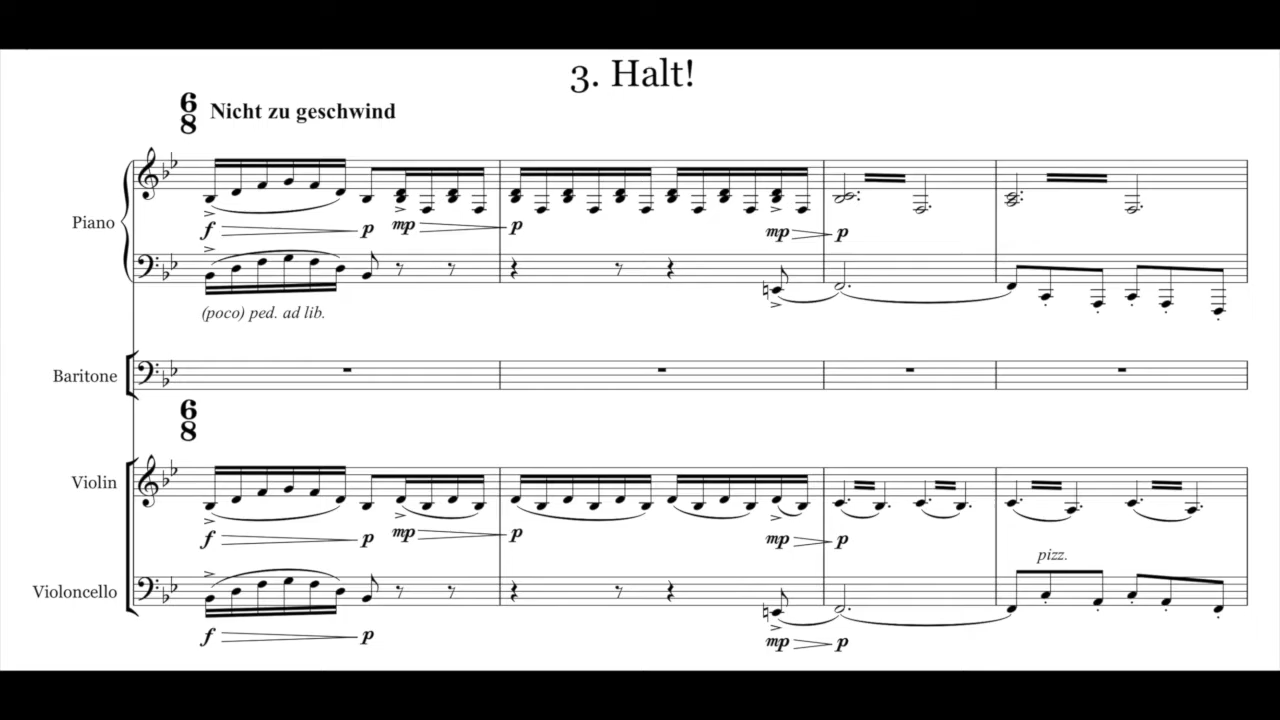 3. Halt!
6
8
Nicht zu geschwind
Piano
f p mp p mp p
(poco) ped. ad lib.
Baritone
6
8
Violin
f p mp p mp p
pizz.
Violoncello
f p mp p